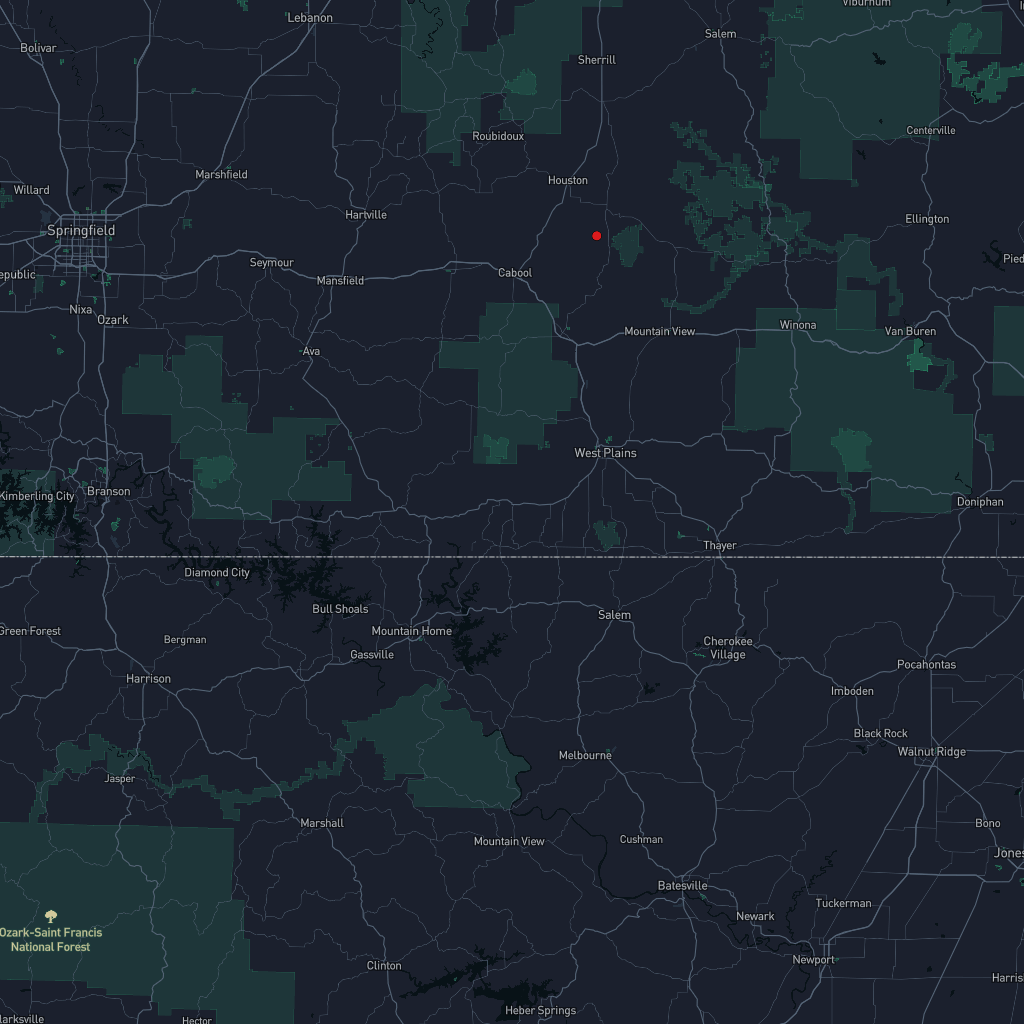 Viburnum
Lebanon
Salem
Bolivar
Sherrill
Centerville
Roubidoux
Marshfield
Houston
Willard
Hartville
Ellington
Springfield
Seymour
Cabool
epublic
Mansfield
Pied
Nixa
Ozark
Mountain View
Winona
Van Buren
Ava
West Plains
Kimberling City
Branson
Doniphan
Thayer
Diamond City
Bull Shoals
Salem
Green Forest
Mountain Home
Bergman
Cherokee
Village
Gassville
Pocahontas
Harrison
Imboden
Black Rock
Melbourne
Walnut Ridge
Jasper
Marshall
Bono
Mountain View
Cushman
Jones
Batesville
Tuckerman
Newark
Ozark-Saint Francis
National Forest
Newport
Clinton
Harris
Heber Springs
larksville
Hector